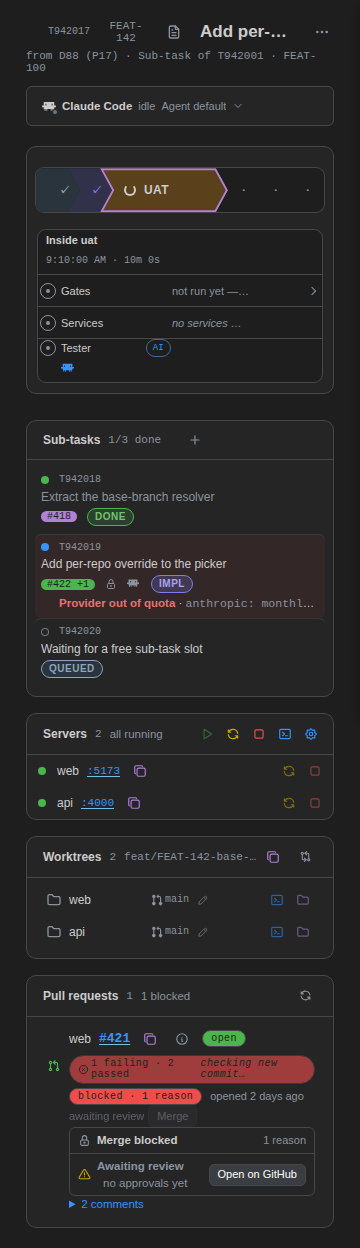 T942017 FEAT-142 Add per-… ···
from D88 (P17) · Sub-task of T942001 · FEAT-
100
Claude Code idle Agent default
✓ ✓ UAT · · ·
Inside uat
9:10:00 AM · 10m 0s
Gates not run yet —…
Services no services …
Tester AI
Sub-tasks 1/3 done +
T942018
Extract the base-branch resolver
#418 DONE
T942019
Add per-repo override to the picker
#422 +1 IMPL
Provider out of quota · anthropic: monthl…
T942020
Waiting for a free sub-task slot
QUEUED
Servers 2 all running
web :5173
api :4000
Worktrees 2 feat/FEAT-142-base-…
web main
api main
Pull requests 1 1 blocked
web #421 open
1 failing · 2 passed checking new commit…
blocked · 1 reason opened 2 days ago
awaiting review Merge
Merge blocked 1 reason
Awaiting review
no approvals yet
Open on GitHub
2 comments